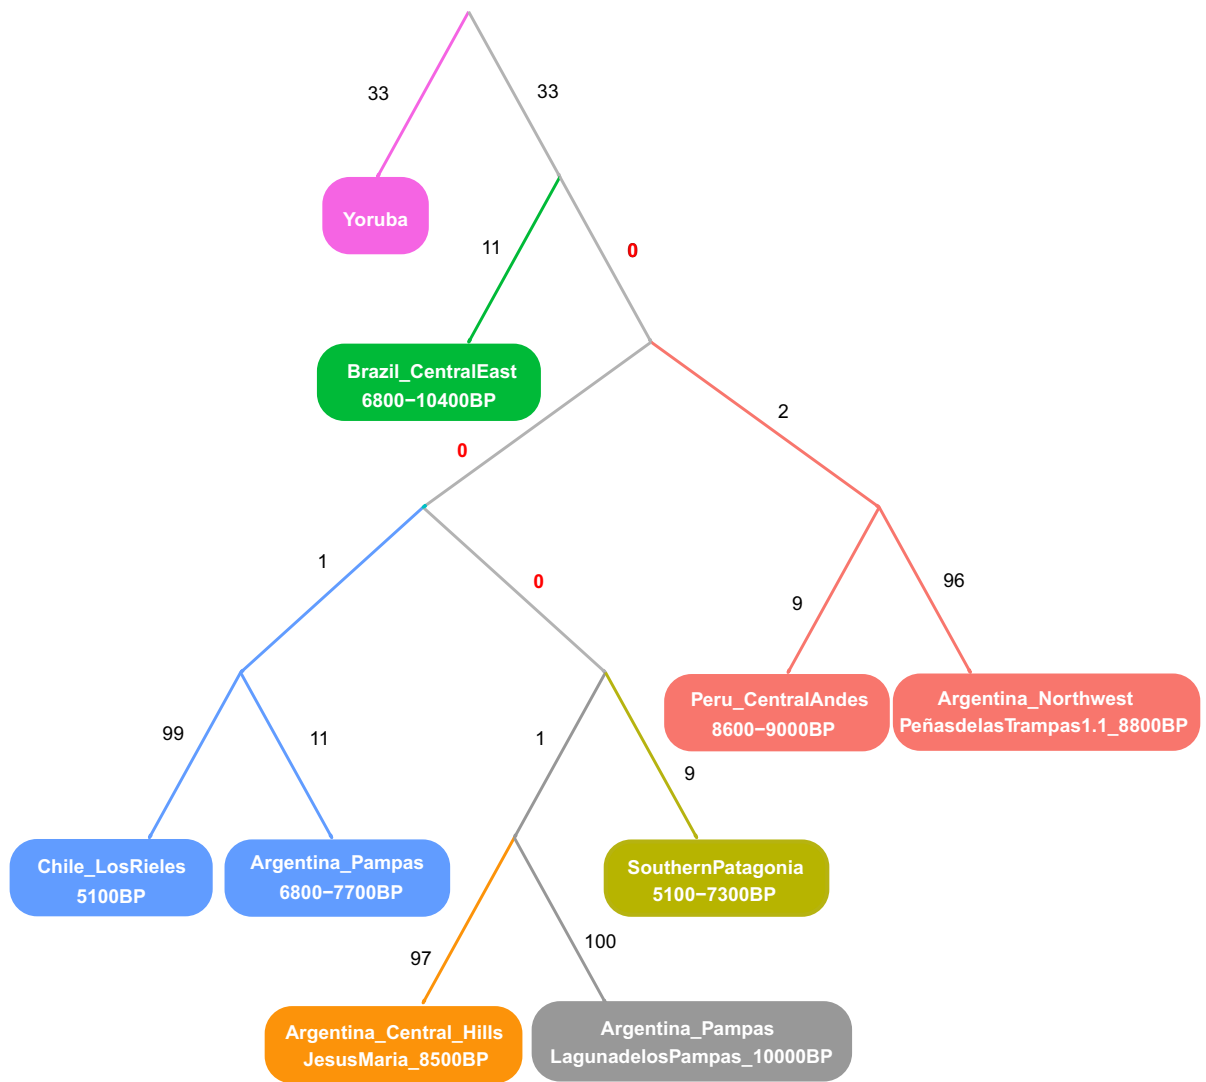 33
33
Yoruba
11
0
Brazil_CentralEast
6800−10400BP
0
2
1
0
9
96
Peru_CentralAndes
8600−9000BP
Argentina_Northwest
PeñasdelasTrampas1.1_8800BP
99
11
1
9
Chile_LosRieles
5100BP
Argentina_Pampas
6800−7700BP
SouthernPatagonia
5100−7300BP
97
100
Argentina_Central_Hills
JesusMaria_8500BP
Argentina_Pampas
LagunadelosPampas_10000BP